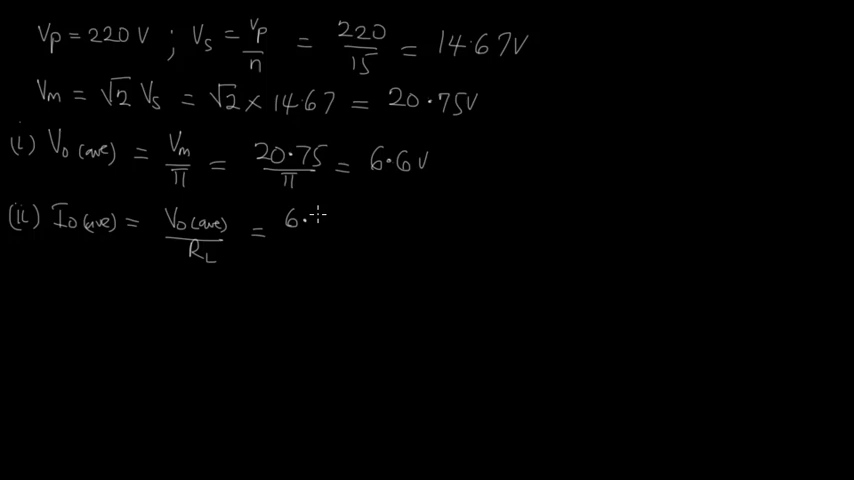 Vp = 220 V ; Vs = Vp/n = 220/15 = 14.67V
Vm = √2 Vs = √2 × 14.67 = 20.75V
(i) Vo(ave) = Vm/π = 20.75/π = 6.6V
(ii) Io(ave) = Vo(ave)/RL = 6.